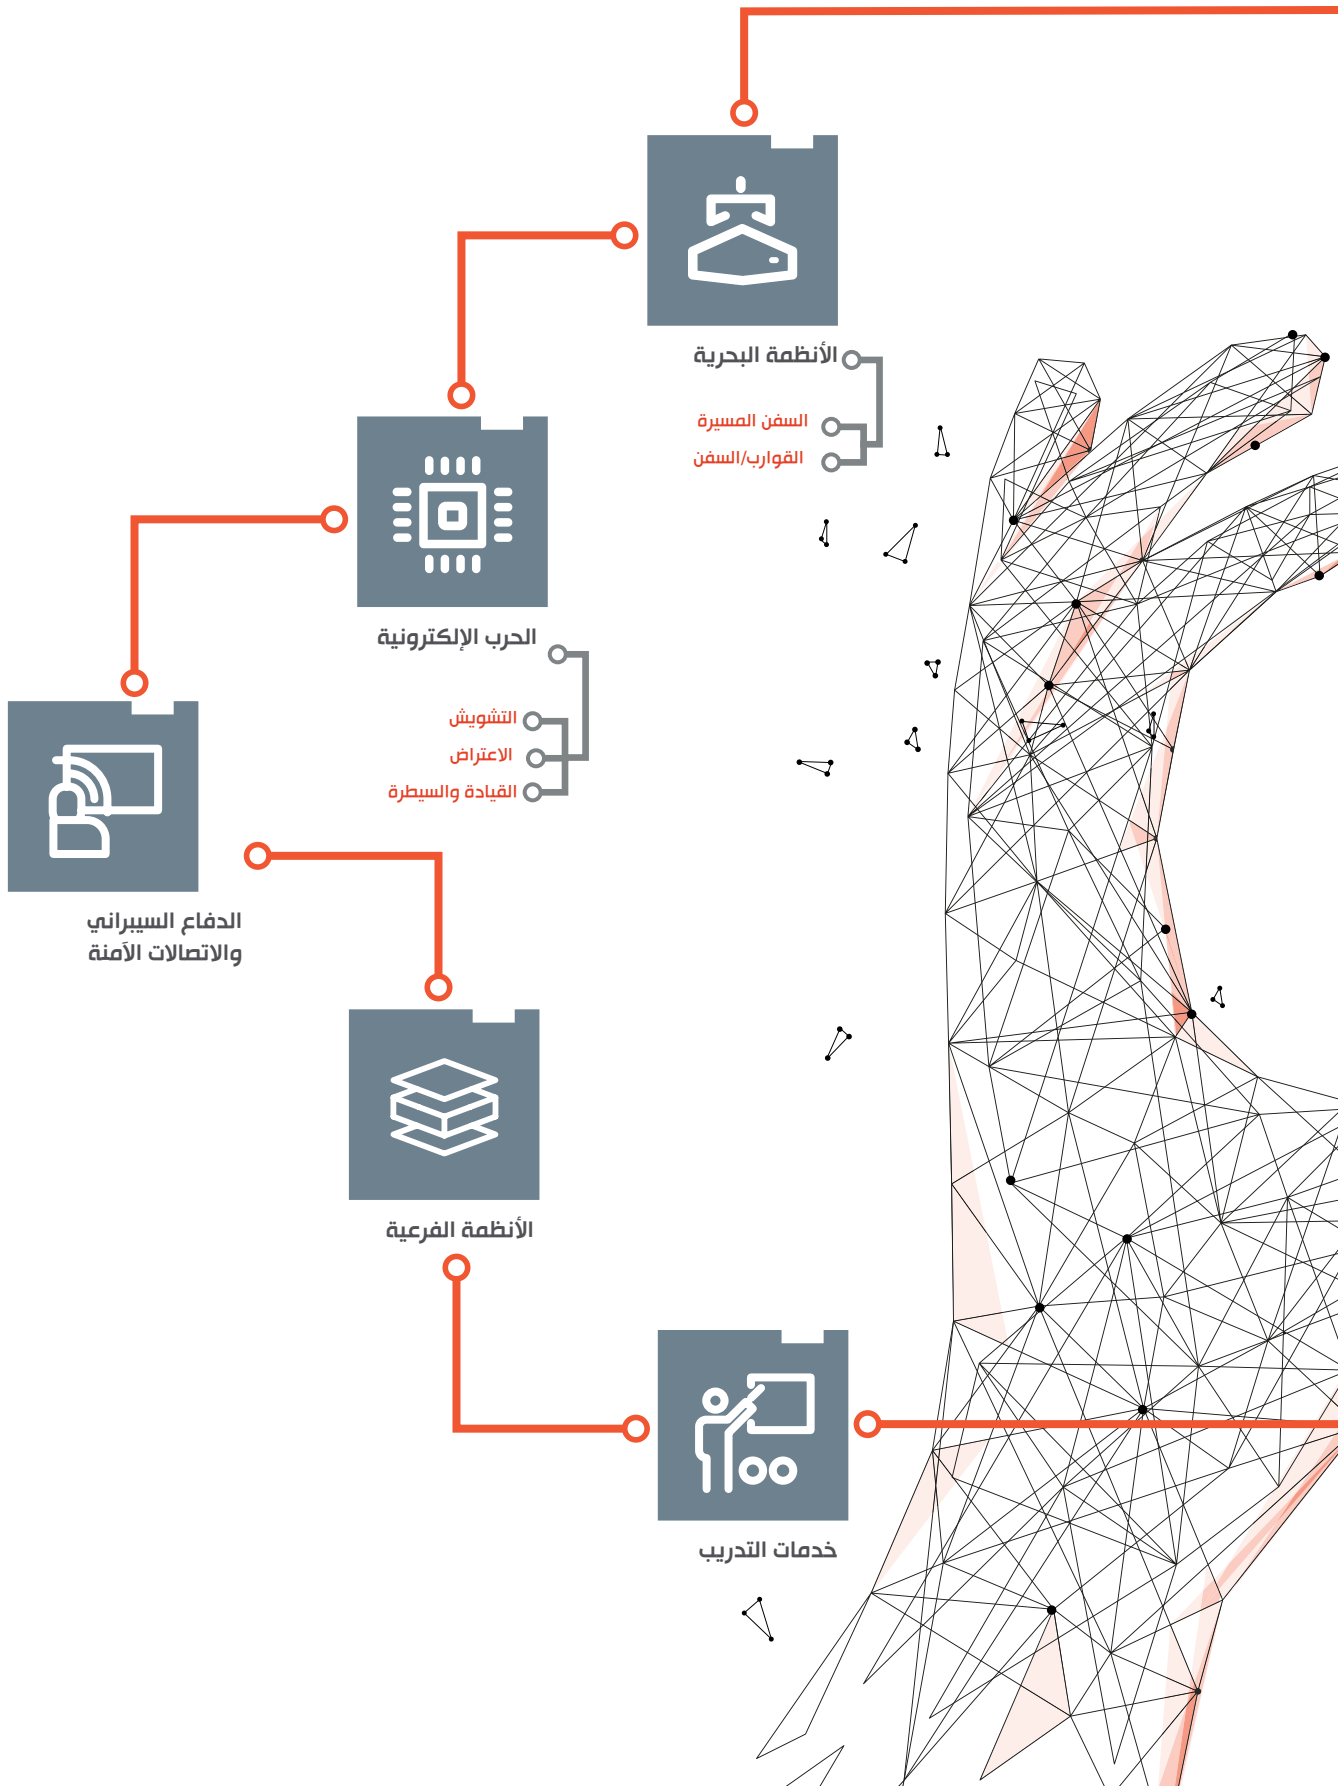 الأنظمة البحرية
السفن المسيرة
القوارب/السفن
الحرب الإلكترونية
التشويش
الاعتراض
القيادة والسيطرة
الدفاع السيبراني
والاتصالات الآمنة
الأنظمة الفرعية
خدمات التدريب